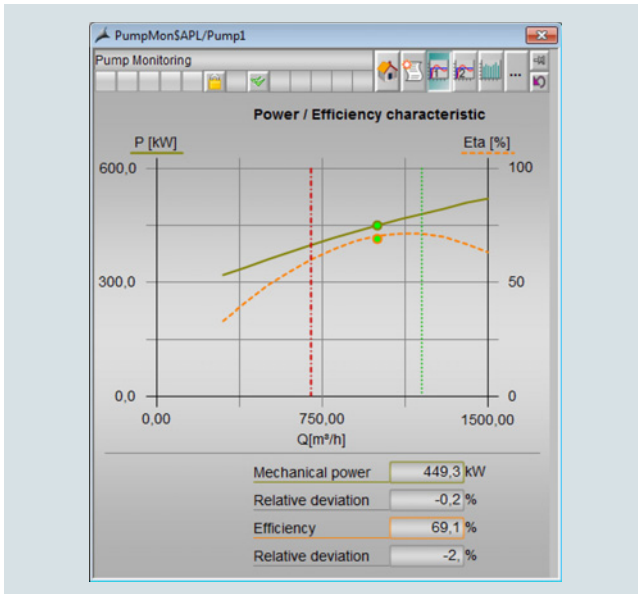 PumpMon$APL/Pump1
Pump Monitoring
1 2 ...
Power / Efficiency characteristic
P [kW] Eta [%]
600,0 100
300,0 50
0,0 0
0,00 750,00 1500,00
Q[m³/h]
Mechanical power 449,3 kW
Relative deviation -0,2 %
Efficiency 69,1 %
Relative deviation -2, %